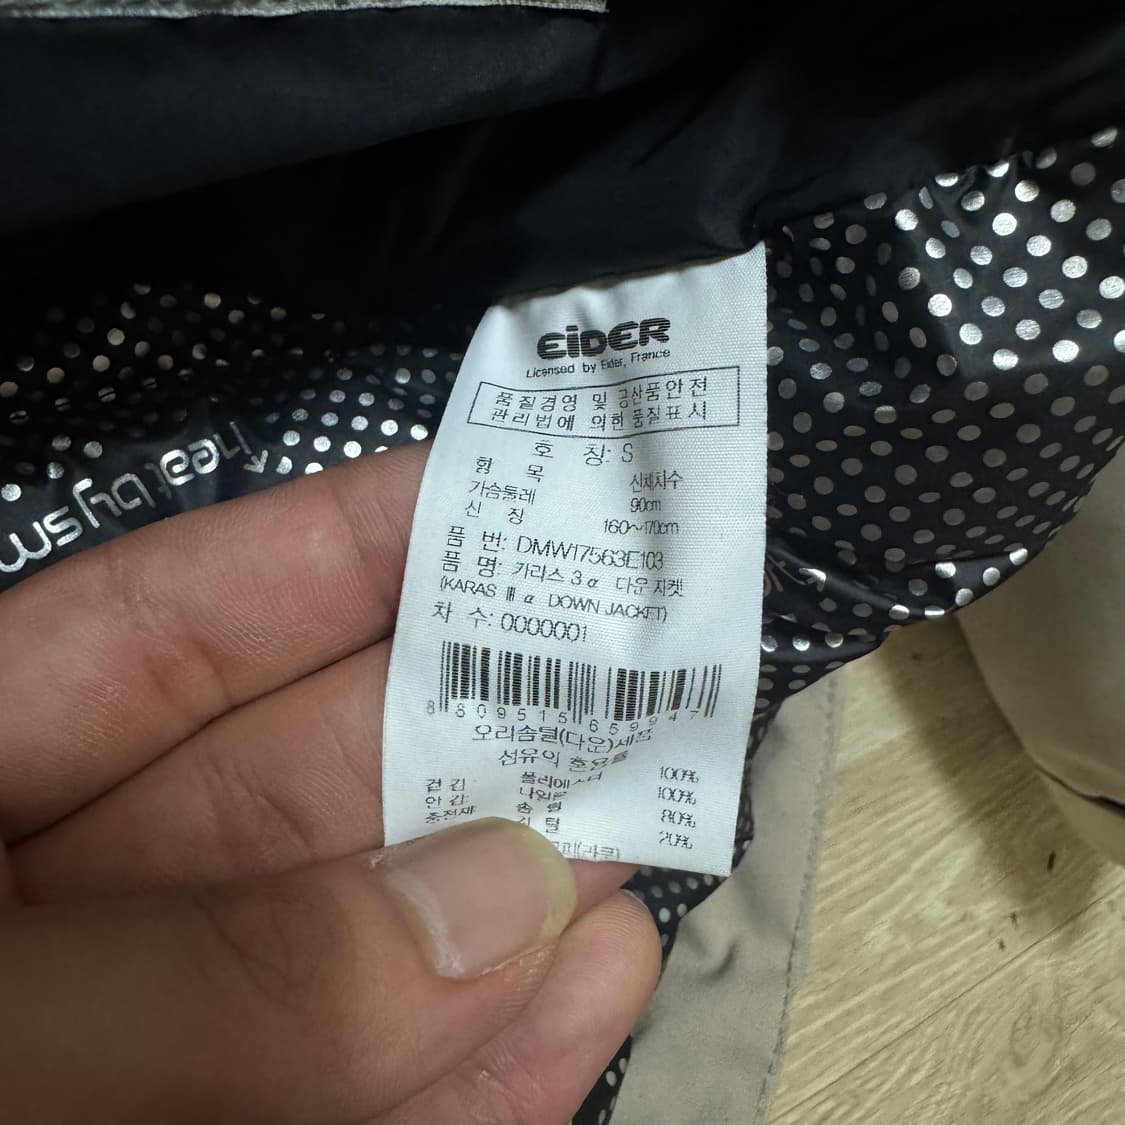 EiDER
Licensed by Eider, France
품질경영 및 공산품안전
관리법에 의한 품질표시
호 칭: S
항 목 신체치수
가슴둘레 90cm
신 장 160~170cm
품 번: DMW17563E103
품 명: 카라스 3α 다운 자켓
(KARAS Ⅲ α DOWN JACKET)
차 수: 0000001
8 809515 659947
오리솜털(다운)제품
섬유의 혼용률
겉감 폴리에스터 100%
안감 나일론 100%
충전재 솜털 80%
깃털 20%
(라쿤)
heat by sm